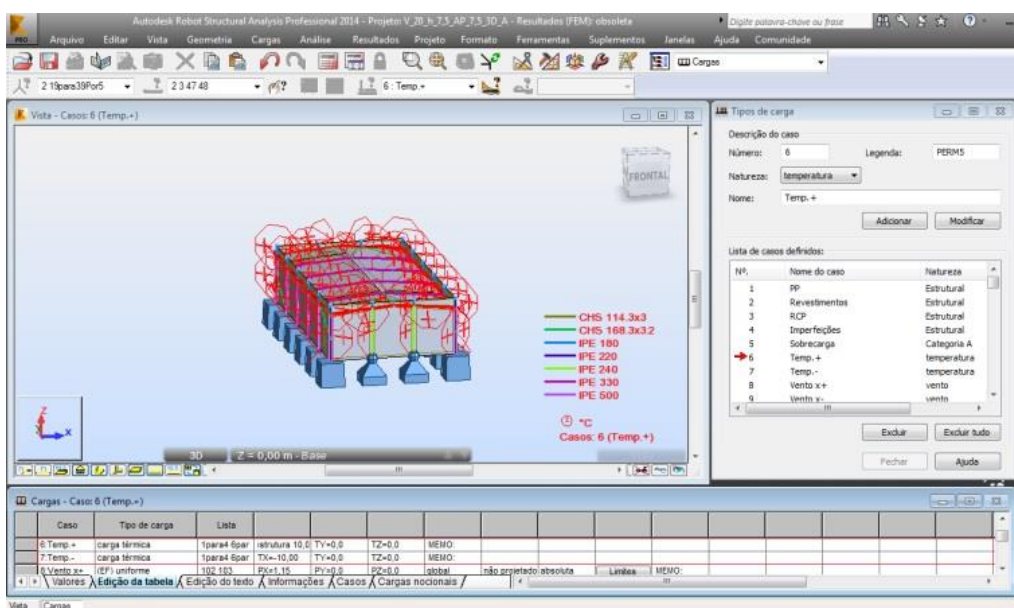 Autodesk Robot Structural Analysis Professional 2014 - Projeto: V_20_h_7,5_AP_7,5_3D_A - Resultados (FEM): obsoleta
Digite palavra-chave ou frase
PRO
Arquivo Editar Vista Geometria Cargas Análise Resultados Projeto Formato Ferramentas Suplementos Janelas Ajuda Comunidade
Cargas
2 19para39Por5
2 3 47 48
6 : Temp.+
Vista - Casos: 6 (Temp.+)
FRONTAL
CHS 114.3x3
CHS 168.3x3.2
IPE 180
IPE 220
IPE 240
IPE 330
IPE 500
°C
Casos: 6 (Temp.+)
Z
X
3D Z = 0,00 m - Base
Tipos de carga
Descrição do caso
Número: 6 Legenda: PERM5
Natureza: temperatura
Nome: Temp. +
Adicionar Modificar
Lista de casos definidos:
Nº. Nome do caso Natureza
1 PP Estrutural
2 Revestimentos Estrutural
3 RCP Estrutural
4 Imperfeições Estrutural
5 Sobrecarga Categoria A
6 Temp.+ temperatura
7 Temp.- temperatura
8 Vento x+ vento
9 Vento x- vento
Excluir Excluir tudo
Fechar Ajuda
Cargas - Caso: 6 (Temp.+)
Caso Tipo de carga Lista
6:Temp.+ carga térmica 1para4 6par estrutura 10,0 TY=0,0 TZ=0,0 MEMO:
7:Temp.- carga térmica 1para4 6par TX=-10,00 TY=0,0 TZ=0,0 MEMO:
8:Vento x+ (EF) uniforme 102 103 PX=1,15 PY=0,0 PZ=0,0 global não projetado absoluta Limites MEMO:
Valores Edição da tabela Edição do texto Informações Casos Cargas nocionais
Vista Cargas